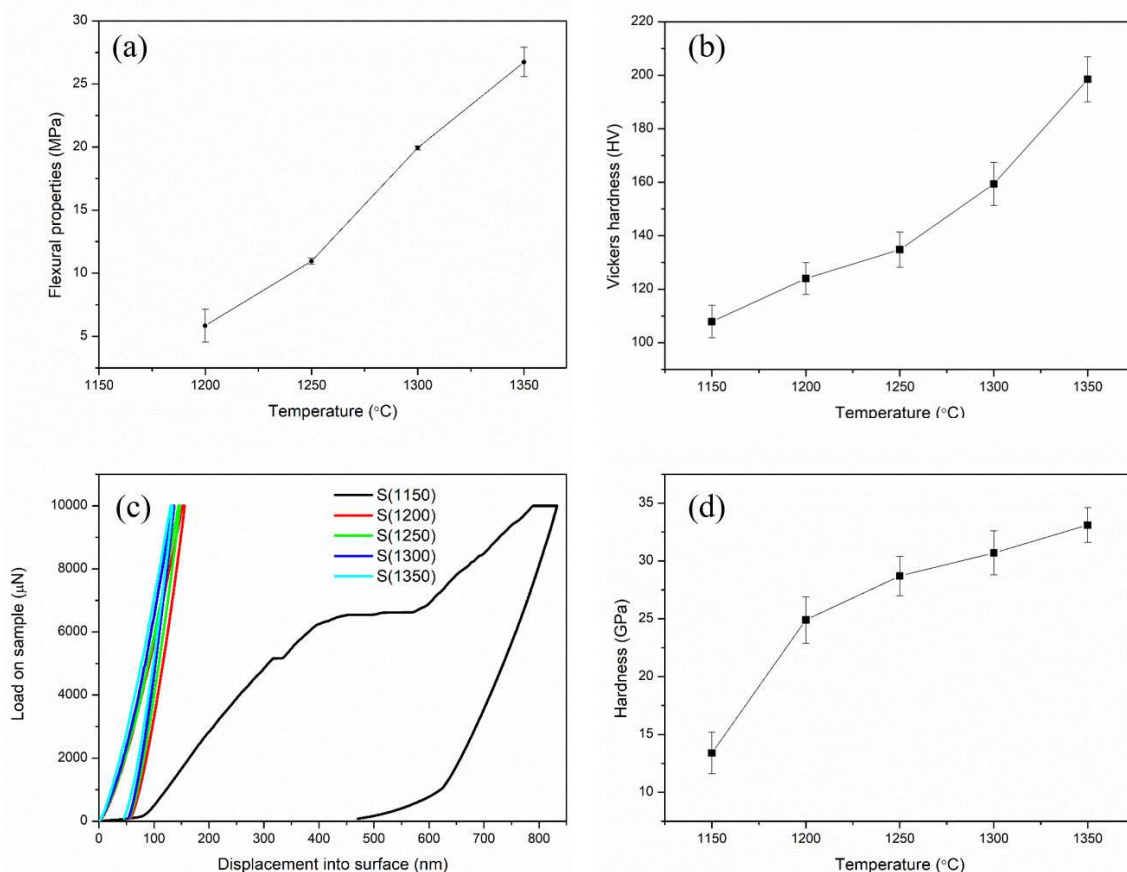 (a)
30
25
20
15
10
5
1150 1200 1250 1300 1350
Flexural properties (MPa)
Temperature (°C)
(b)
220
200
180
160
140
120
100
1150 1200 1250 1300 1350
Vickers hardness (HV)
Temperature (°C)
(c)
S(1150)
S(1200)
S(1250)
S(1300)
S(1350)
10000
8000
6000
4000
2000
0
0 100 200 300 400 500 600 700 800
Load on sample (μN)
Displacement into surface (nm)
(d)
35
30
25
20
15
10
1150 1200 1250 1300 1350
Hardness (GPa)
Temperature (°C)